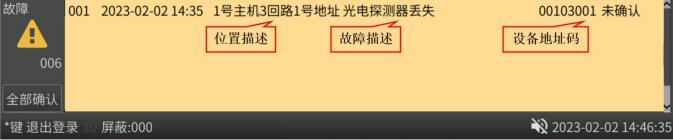 故障
001 2023-02-02 14:35 1号主机3回路1号地址 光电探测器丢失 00103001 未确认
位置描述 故障描述 设备地址码
006
全部确认
*键 退出登录 10 屏蔽:000 2023-02-02 14:46:35